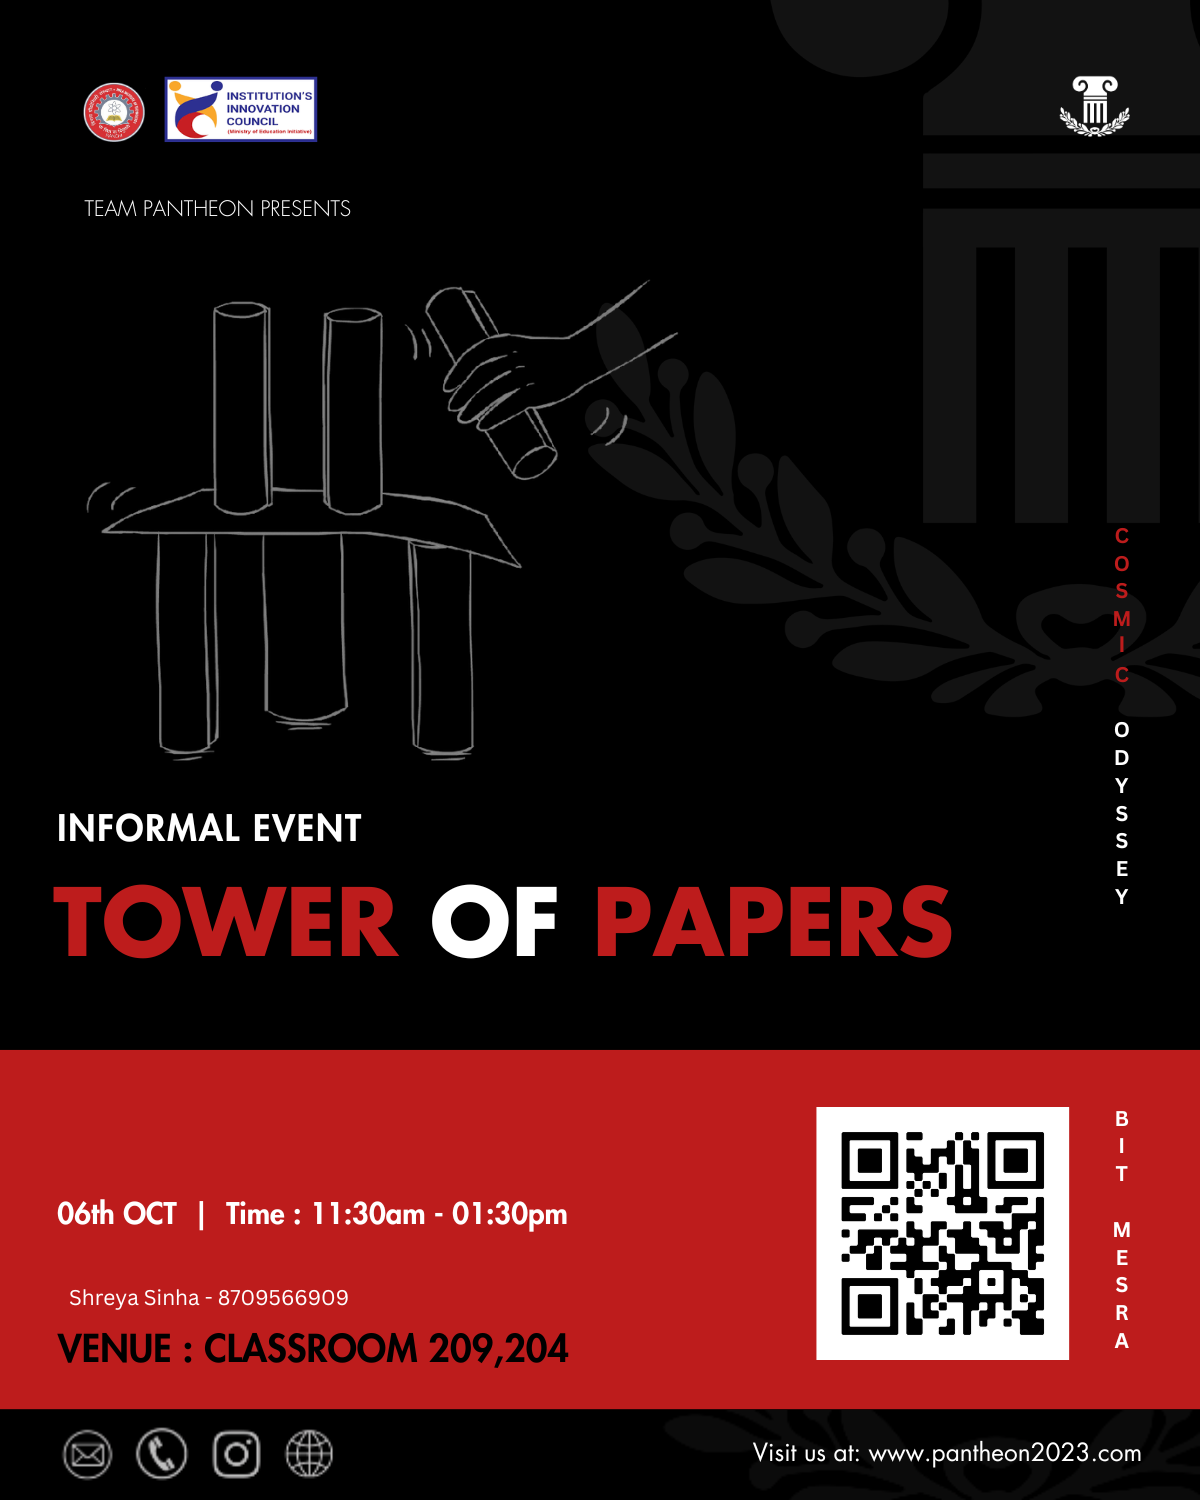 INSTITUTION'S
INNOVATION
COUNCIL
(Ministry of Education Initiative)
TEAM PANTHEON PRESENTS
COSMIC ODYSSEY
INFORMAL EVENT
TOWER OF PAPERS
BIT MESRA
06th OCT | Time : 11:30am - 01:30pm
Shreya Sinha - 8709566909
VENUE : CLASSROOM 209,204
Visit us at: www.pantheon2023.com